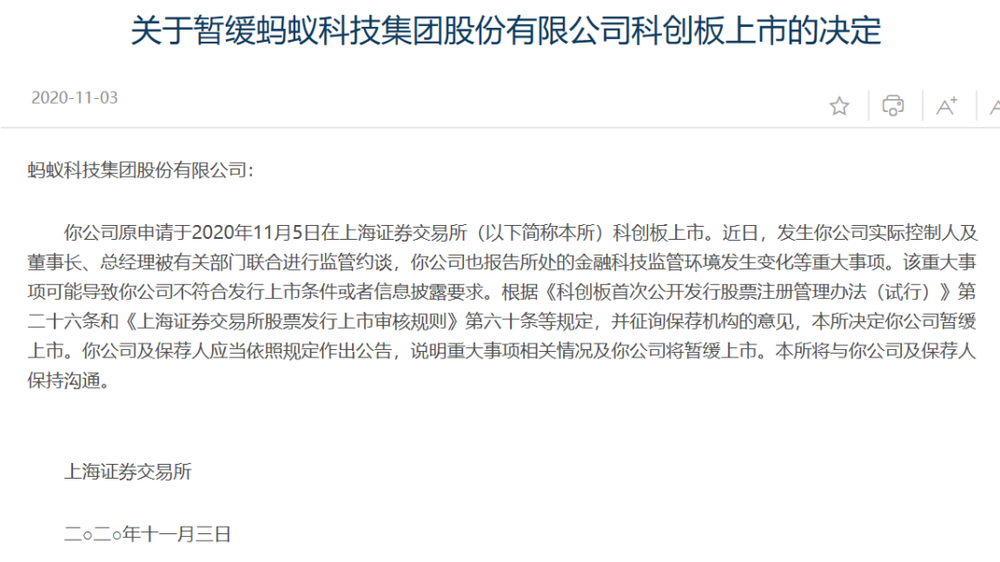 关于暂缓蚂蚁科技集团股份有限公司科创板上市的决定
2020-11-03
A+
A
蚂蚁科技集团股份有限公司：
你公司原申请于2020年11月5日在上海证券交易所（以下简称本所）科创板上市。近日，发生你公司实际控制人及
董事长、总经理被有关部门联合进行监管约谈，你公司也报告所处的金融科技监管环境发生变化等重大事项。该重大事
项可能导致你公司不符合发行上市条件或者信息披露要求。根据《科创板首次公开发行股票注册管理办法（试行）》第
二十六条和《上海证券交易所股票发行上市审核规则》第六十条等规定，并征询保荐机构的意见，本所决定你公司暂缓
上市。你公司及保荐人应当依照规定作出公告，说明重大事项相关情况及你公司将暂缓上市。本所将与你公司及保荐人
保持沟通。
上海证券交易所
二○二○年十一月三日